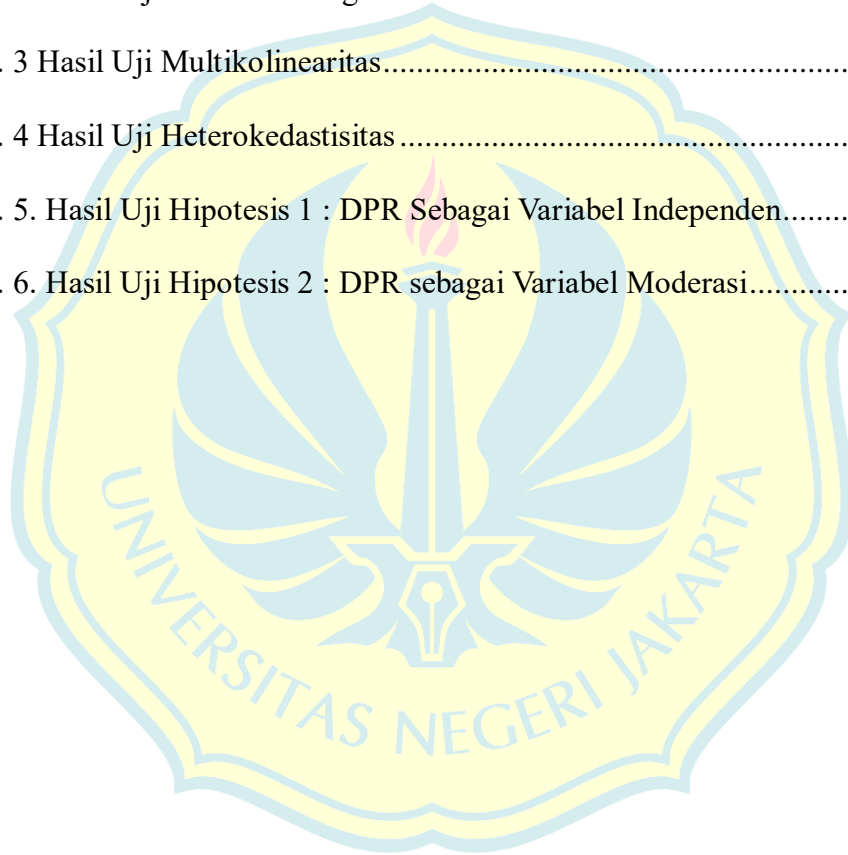 . 3 Hasil Uji Multikolinearitas........................................................
. 4 Hasil Uji Heterokedastisitas ......................................................
. 5. Hasil Uji Hipotesis 1 : DPR Sebagai Variabel Independen........
. 6. Hasil Uji Hipotesis 2 : DPR sebagai Variabel Moderasi............
UNIVERSITAS NEGERI JAKARTA